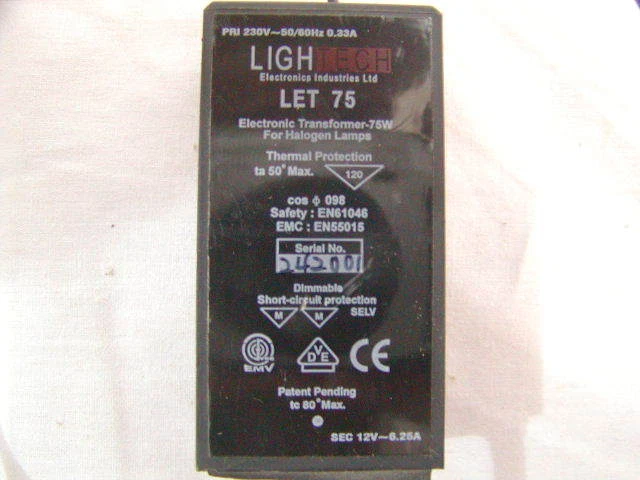 PRI 230V~50/60Hz 0.33A
LIGHTECH
Electronics Industries Ltd
LET 75
Electronic Transformer-75W
For Halogen Lamps
Thermal Protection
ta 50° Max. 120
cos ϕ 098
Safety : EN61046
EMC : EN55015
Serial No.
242001
Dimmable
Short-circuit protection
M M SELV
VDE CE
EMV
Patent Pending
tc 80° Max.
SEC 12V~6.25A